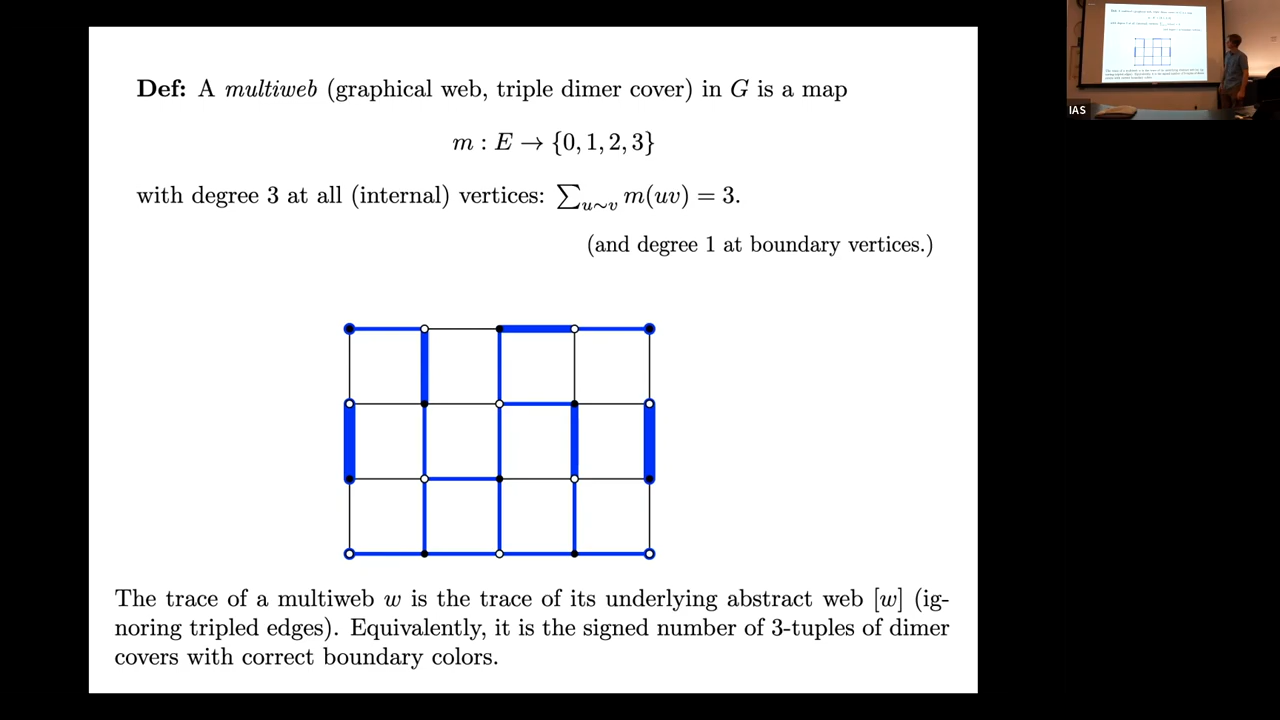 Def: A multiweb (graphical web, triple dimer cover) in G is a map
m : E → {0, 1, 2, 3}
with degree 3 at all (internal) vertices: ∑_{u∼v} m(uv) = 3.
(and degree 1 at boundary vertices.)
The trace of a multiweb w is the trace of its underlying abstract web [w] (ig-
noring tripled edges). Equivalently, it is the signed number of 3-tuples of dimer
covers with correct boundary colors.
IAS